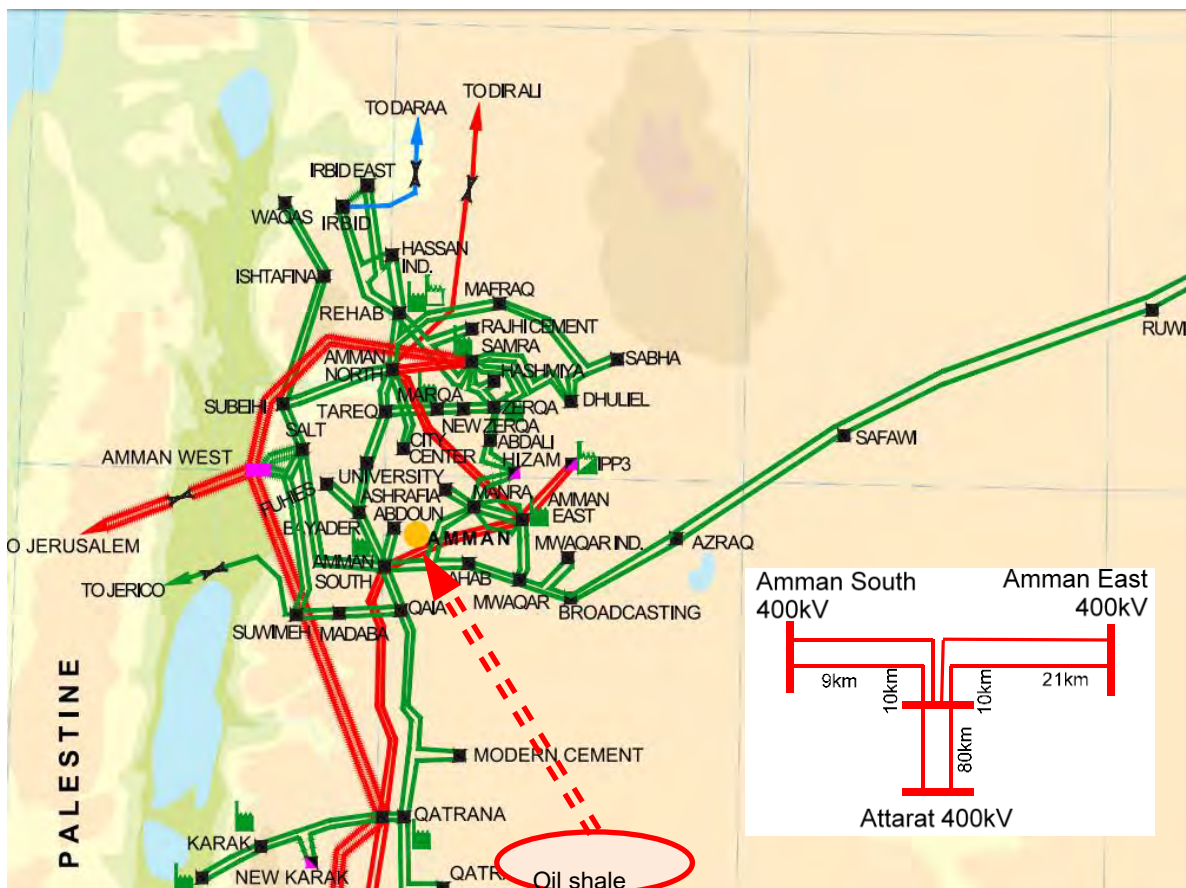 TO DIR ALI
TO DARAA
IRBID EAST
WAQAS
IRBID
HASSAN
IND.
ISHTAFINA
MAFRAQ
REHAB
RAJHI CEMENT
SAMRA
RUWI
AMMAN
NORTH
HASHMIYA
SABHA
MARQA
SUBEIHI
TAREQ
ZERQA
DHULIEL
NEW ZERQA
SALT
CITY
CENTER
ABDALI
SAFAWI
AMMAN WEST
HIZAM
IPP3
UNIVERSITY
FUHIES
ASHRAFIA
MANRA
AMMAN
EAST
ABDOUN
BAYADER
AMMAN
O JERUSALEM
MWAQAR IND.
AZRAQ
AMMAN
SOUTH
AHAB
TO JERICO
MWAQAR
BROADCASTING
QAIA
SUWIMEH
MADABA
PALESTINE
MODERN CEMENT
QATRANA
KARAK
NEW KARAK
QATR
Oil shale
Amman South
400kV
Amman East
400kV
9km
10km
10km
21km
80km
Attarat 400kV